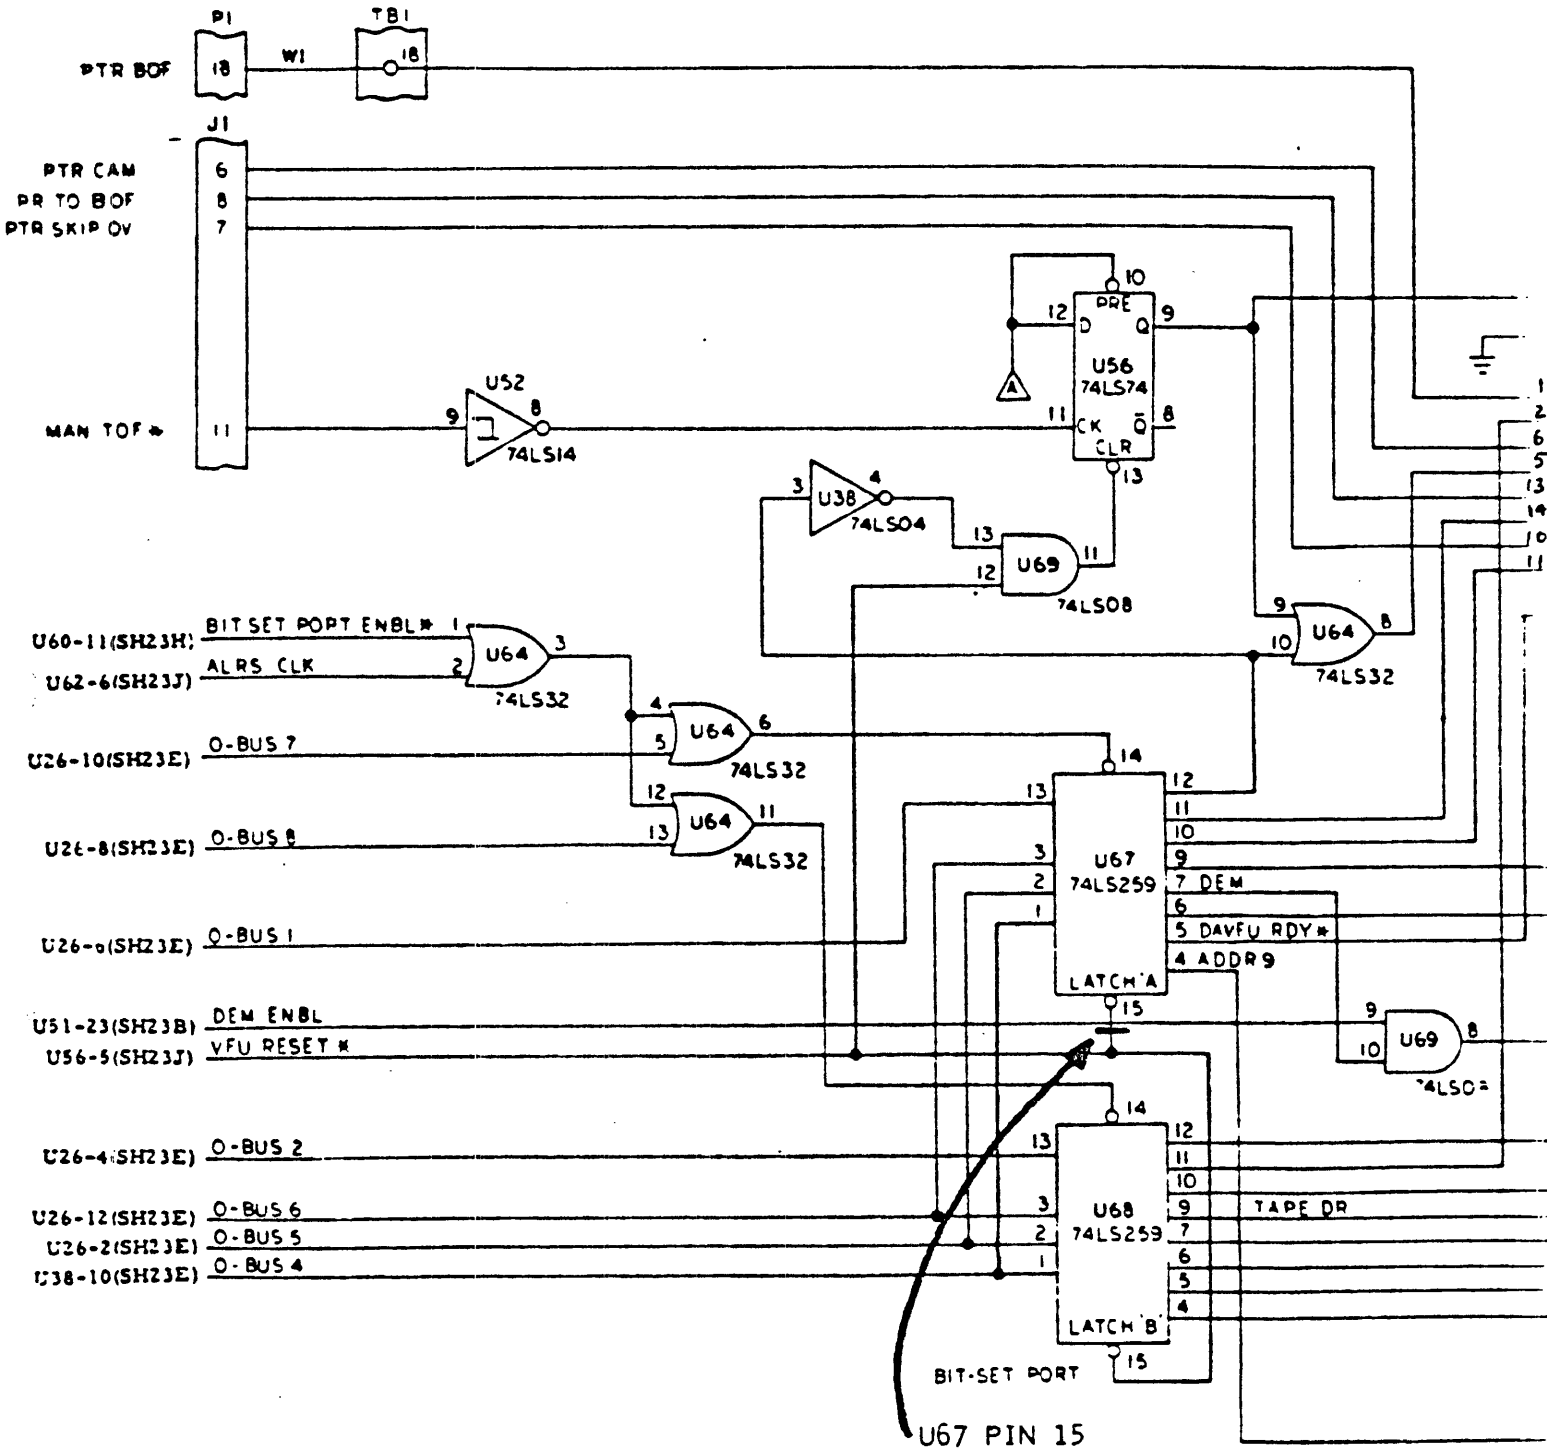 P1 TB1
PTR BOF 18 W1 18
J1
PTR CAM 6
PR TO BOF 8
PTR SKIP OV 7
10
PRE
12 D Q 9
U56
74LS74
A
11 CK Q̅ 8
CLR
13
MAN TOF* 11
U52
9 8
74LS14
1
2
6
5
13
14
10
11
3 U38 4
74LS04
13
12 U69 11
74LS08
9
10 U64 8
74LS32
U60-11(SH23H) BIT SET PORT ENBL* 1
U62-6(SH23J) ALRS CLK 2
U64 3
74LS32
4
5 U64 6
74LS32
U26-10(SH23E) O-BUS 7
12
13 U64 11
74LS32
U26-8(SH23E) O-BUS 8
14
13 12
11
10
3 U67 9
2 74LS259 7 DEM
1 6
5 DAVFU RDY*
4 ADDR 9
LATCH 'A'
15
(SH23E) O-BUS 1
U51-23(SH23B) DEM ENBL
U56-5(SH23J) VFU RESET*
9
10 U69 8
14
U26-4(SH23E) O-BUS 2 13 12
11
10
U26-12(SH23E) O-BUS 6 3 U68 9 TAPE DR
U26-2(SH23E) O-BUS 5 2 74LS259 7
U38-10(SH23E) O-BUS 4 1 6
5
4
LATCH 'B'
15
BIT-SET PORT
U67 PIN 15